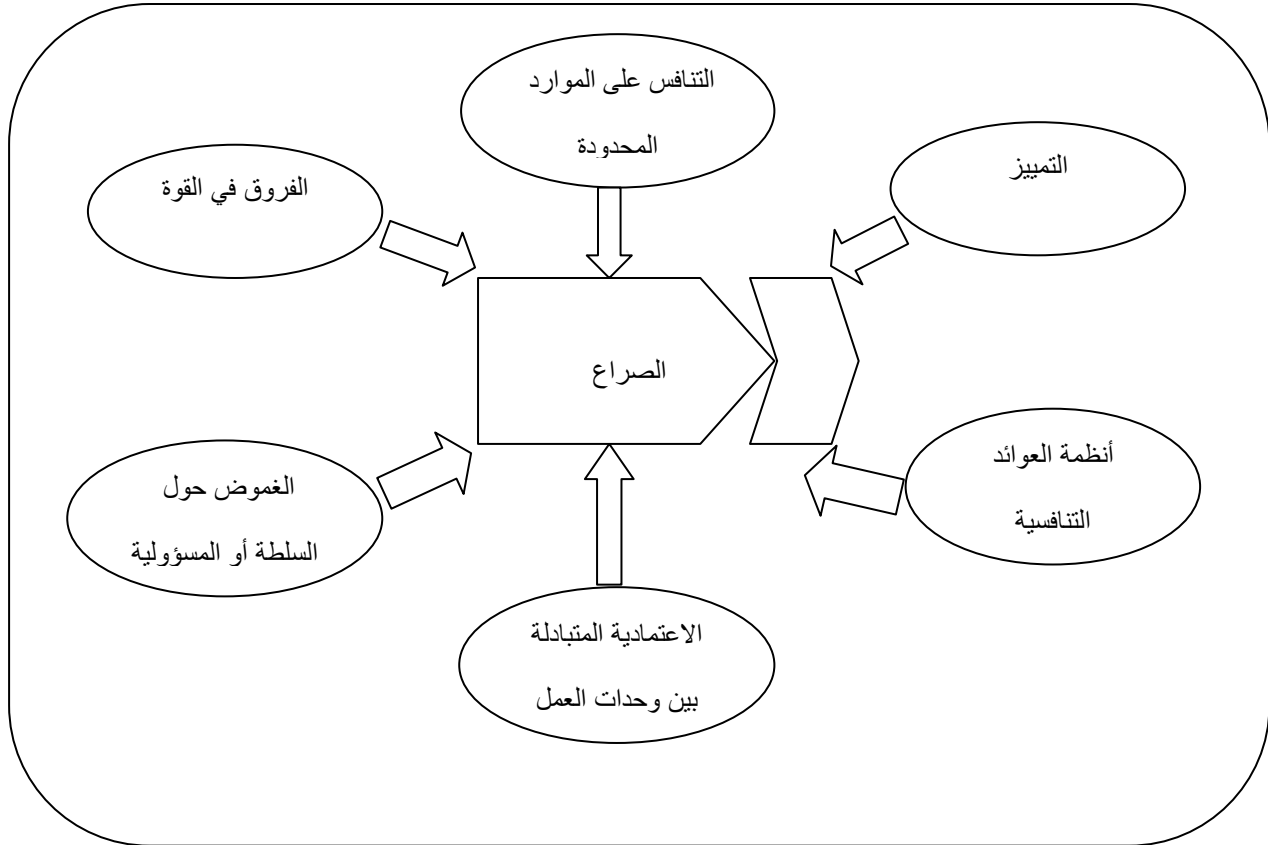 التنافس على الموارد
المحدودة
التمييز
الفروق في القوة
الصراع
أنظمة العوائد
التنافسية
الغموض حول
السلطة أو المسؤولية
الاعتمادية المتبادلة
بين وحدات العمل